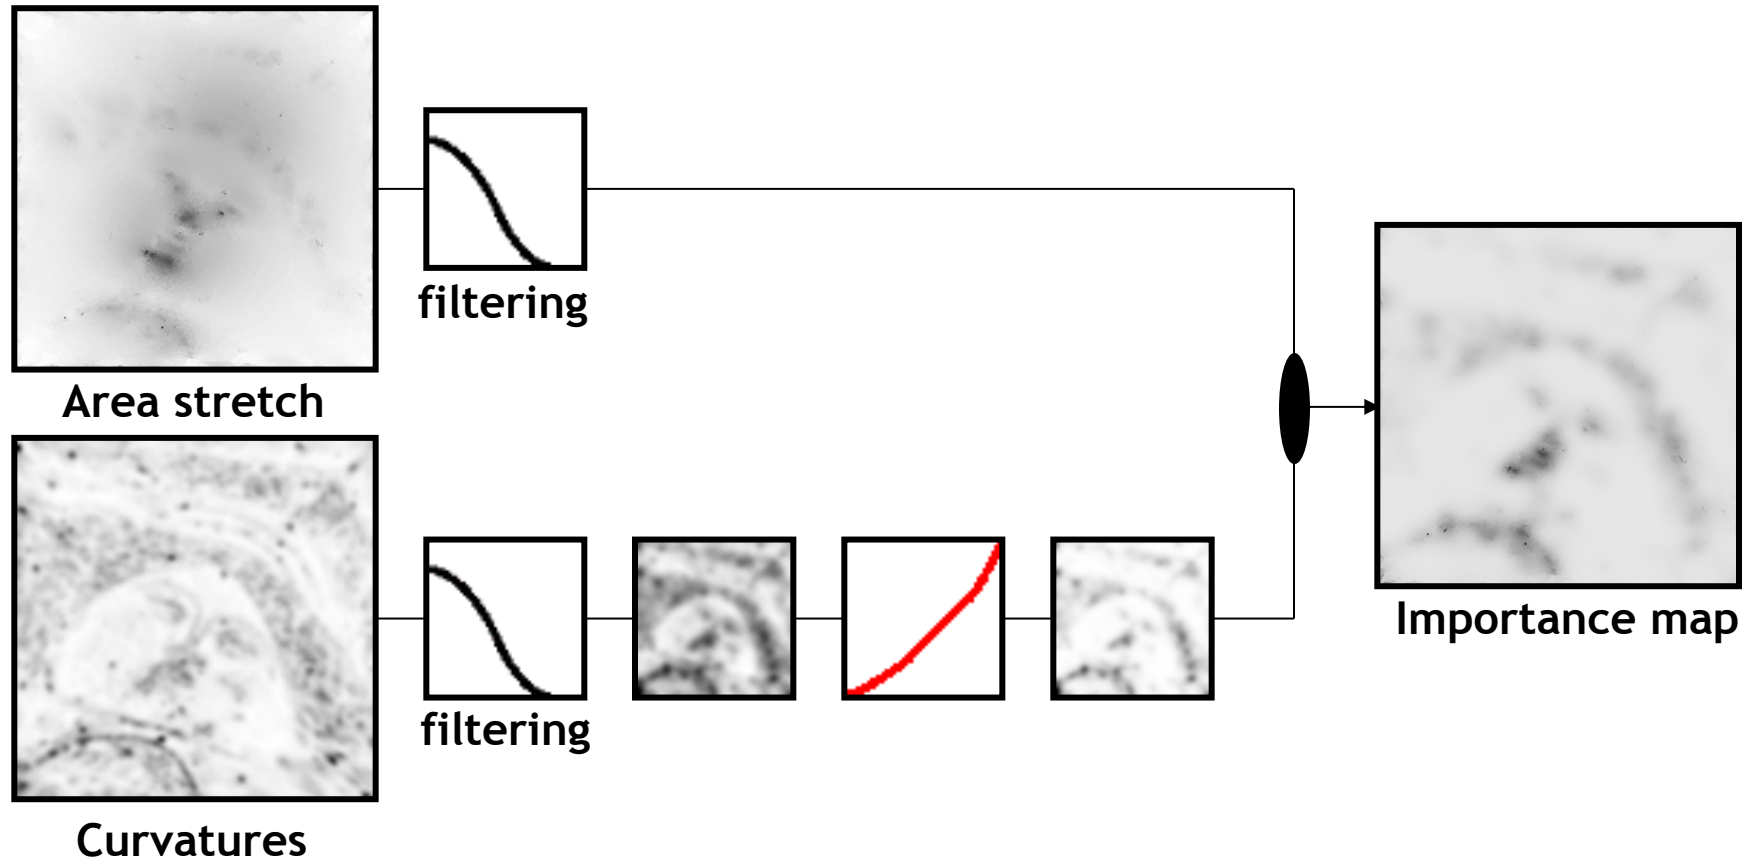 filtering
Area stretch
Importance map
filtering
Curvatures